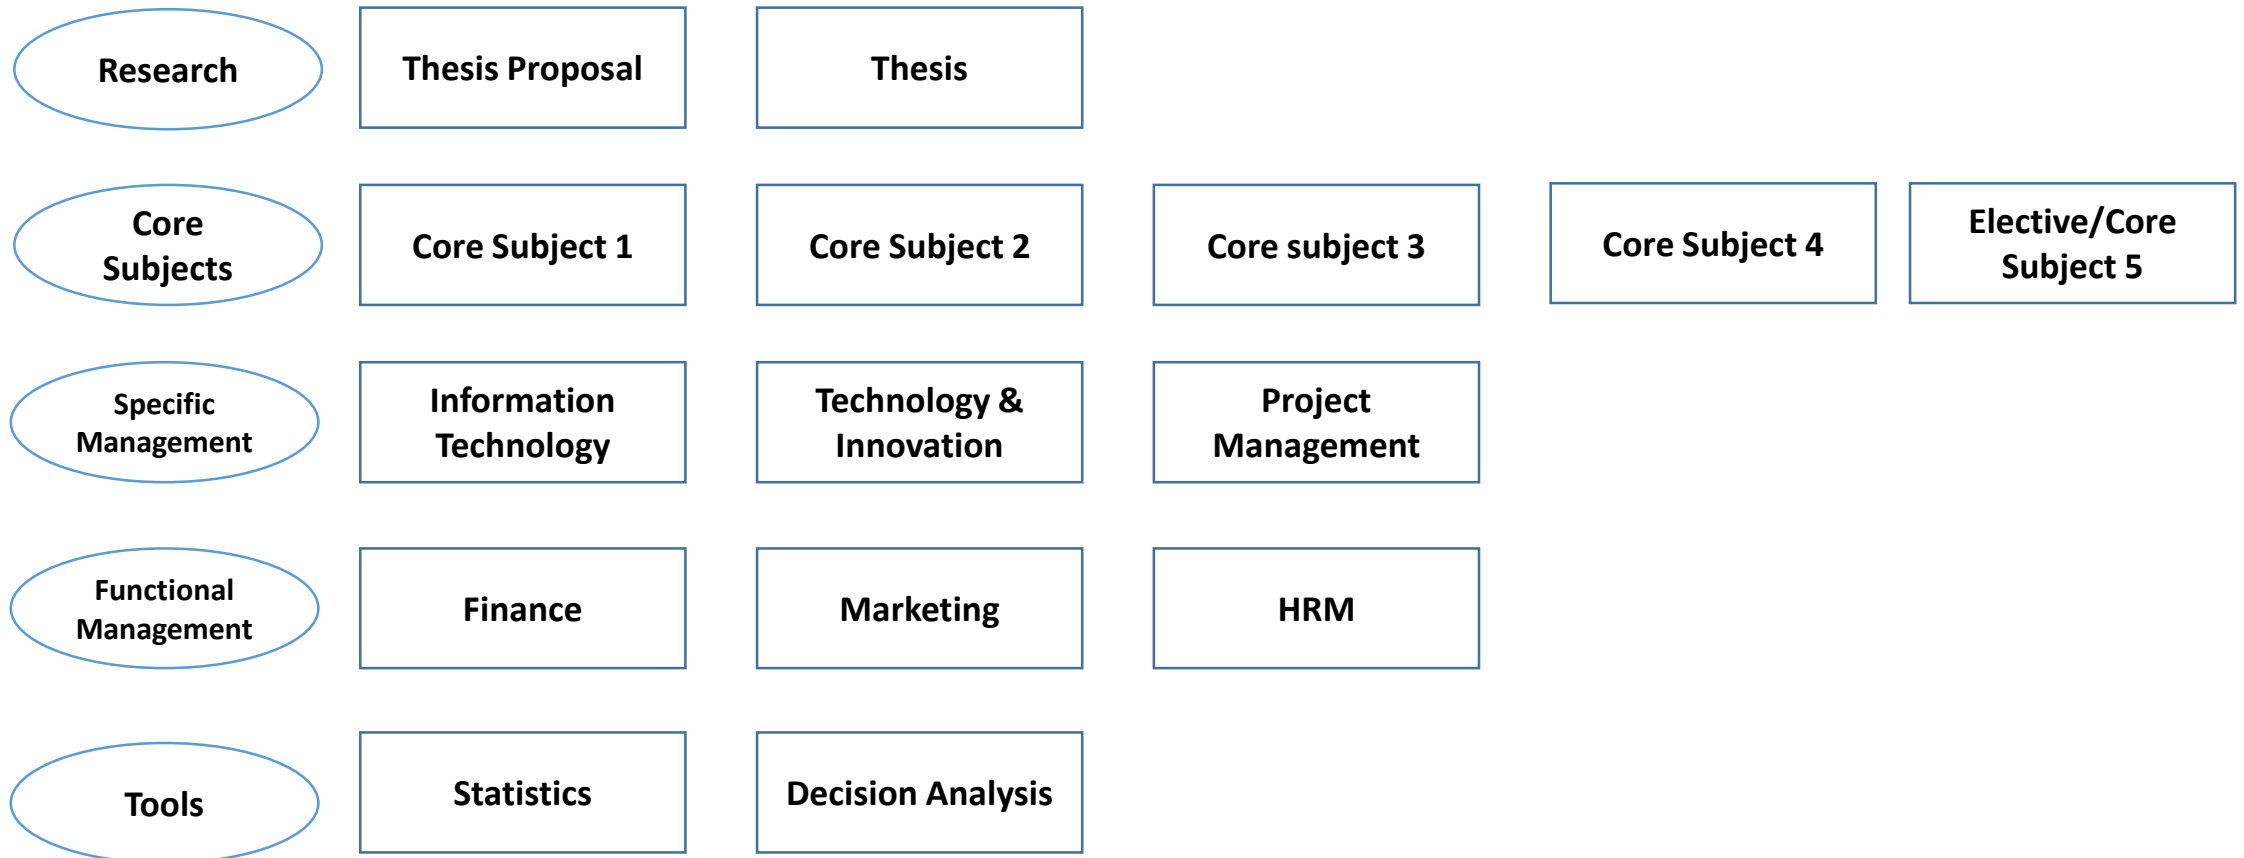 Research
Thesis Proposal
Thesis
Core
Subjects
Core Subject 1
Core Subject 2
Core subject 3
Core Subject 4
Elective/Core
Subject 5
Specific
Management
Information
Technology
Technology &
Innovation
Project
Management
Functional
Management
Finance
Marketing
HRM
Tools
Statistics
Decision Analysis